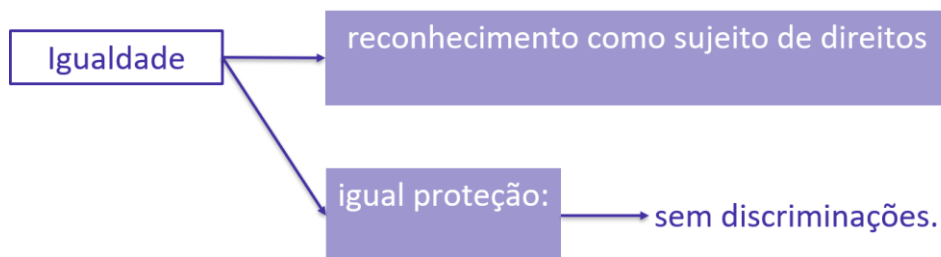 Igualdade
reconhecimento como sujeito de direitos
igual proteção:
sem discriminações.